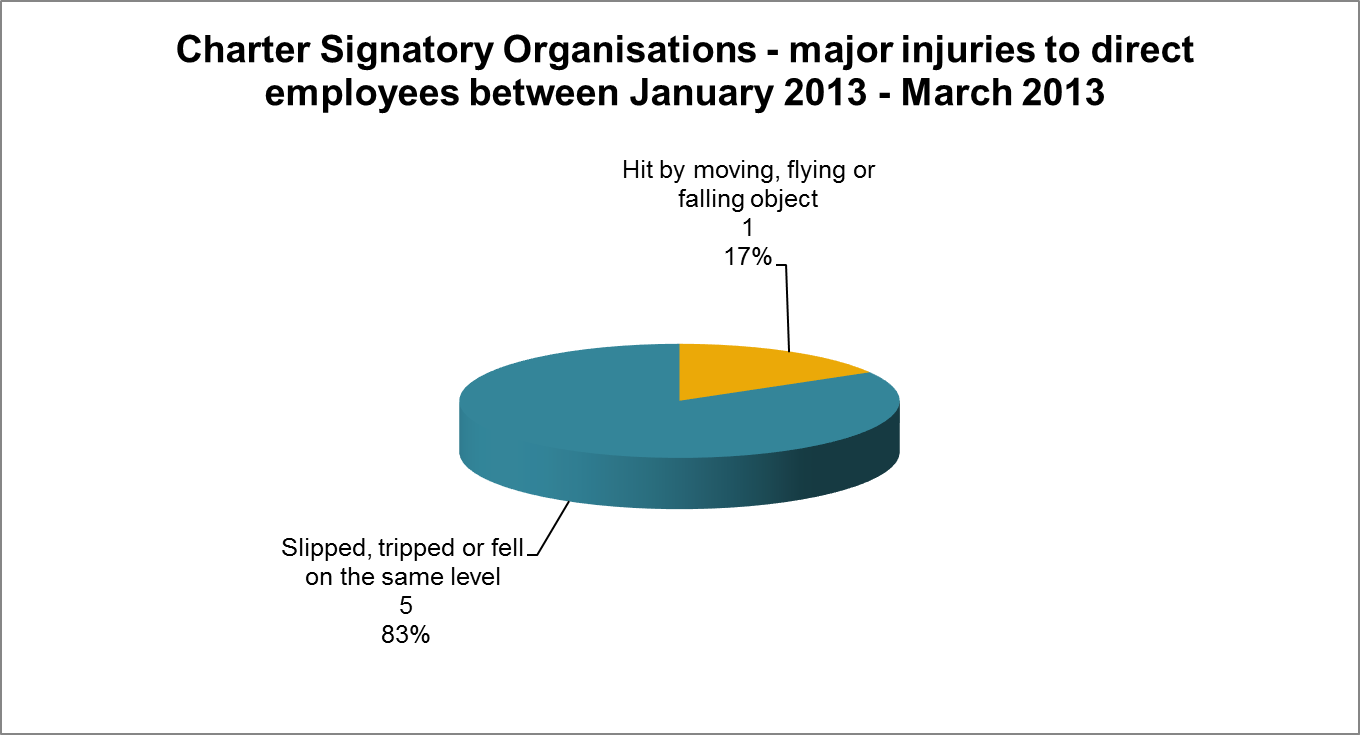 Charter Signatory Organisations - major injuries to direct
employees between January 2013 - March 2013
Hit by moving, flying or
falling object
1
17%
Slipped, tripped or fell
on the same level
5
83%